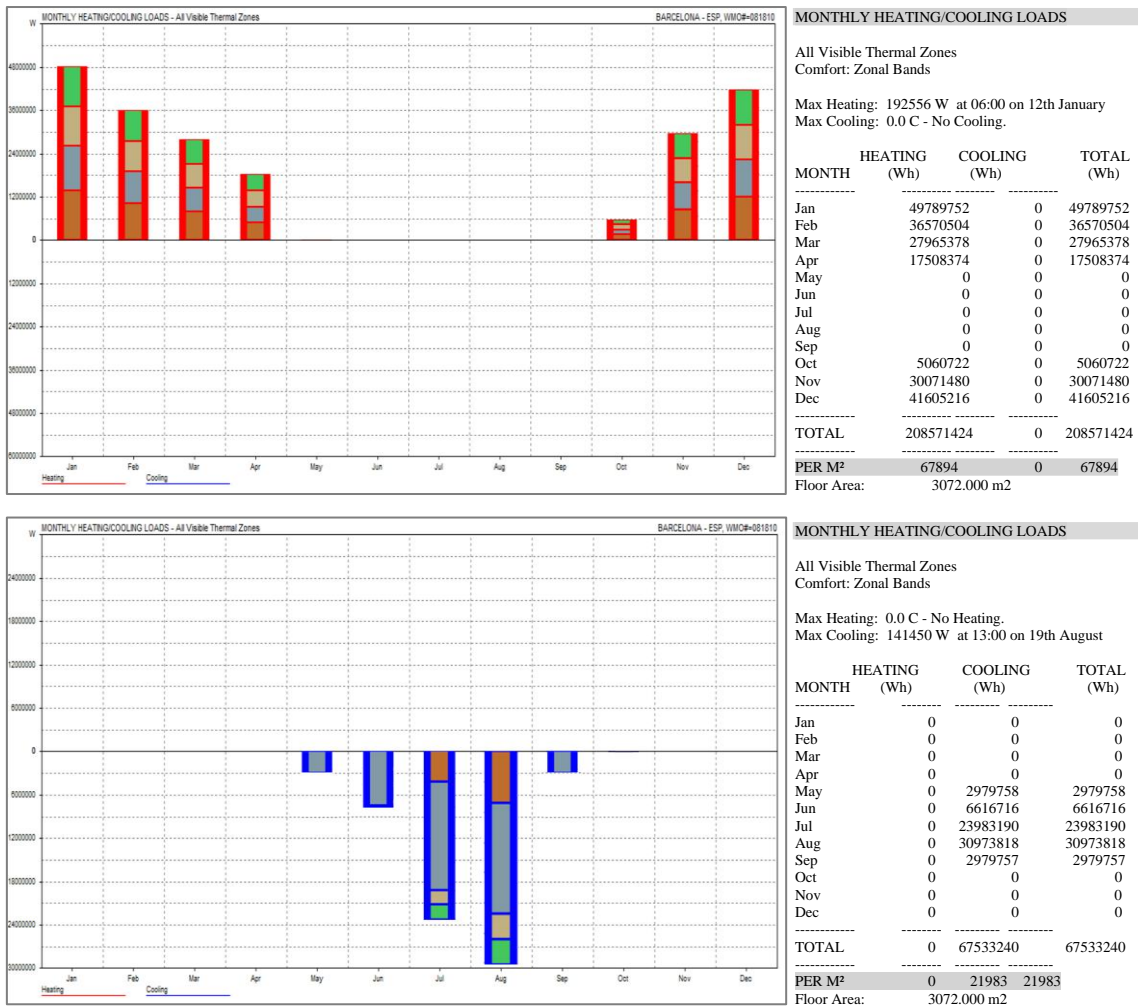 W MONTHLY HEATING/COOLING LOADS - All Visible Thermal Zones BARCELONA - ESP, WMO#=081810
48000000
36000000
24000000
12000000
0
12000000
24000000
36000000
48000000
60000000
Jan Feb Mar Apr May Jun Jul Aug Sep Oct Nov Dec
Heating Cooling
MONTHLY HEATING/COOLING LOADS
All Visible Thermal Zones
Comfort: Zonal Bands
Max Heating: 192556 W at 06:00 on 12th January
Max Cooling: 0.0 C - No Cooling.
HEATING COOLING TOTAL
MONTH (Wh) (Wh) (Wh)
------------ --------- -------- ----------
Jan 49789752 0 49789752
Feb 36570504 0 36570504
Mar 27965378 0 27965378
Apr 17508374 0 17508374
May 0 0 0
Jun 0 0 0
Jul 0 0 0
Aug 0 0 0
Sep 0 0 0
Oct 5060722 0 5060722
Nov 30071480 0 30071480
Dec 41605216 0 41605216
------------ --------- -------- ----------
TOTAL 208571424 0 208571424
------------ --------- -------- ----------
PER M² 67894 0 67894
Floor Area: 3072.000 m2
W MONTHLY HEATING/COOLING LOADS - All Visible Thermal Zones BARCELONA - ESP, WMO#=081810
24000000
18000000
12000000
6000000
0
6000000
12000000
18000000
24000000
30000000
Jan Feb Mar Apr May Jun Jul Aug Sep Oct Nov Dec
Heating Cooling
MONTHLY HEATING/COOLING LOADS
All Visible Thermal Zones
Comfort: Zonal Bands
Max Heating: 0.0 C - No Heating.
Max Cooling: 141450 W at 13:00 on 19th August
HEATING COOLING TOTAL
MONTH (Wh) (Wh) (Wh)
------------ -------- --------- ---------
Jan 0 0 0
Feb 0 0 0
Mar 0 0 0
Apr 0 0 0
May 0 2979758 2979758
Jun 0 6616716 6616716
Jul 0 23983190 23983190
Aug 0 30973818 30973818
Sep 0 2979757 2979757
Oct 0 0 0
Nov 0 0 0
Dec 0 0 0
------------ -------- --------- ---------
TOTAL 0 67533240 67533240
------------ -------- --------- ---------
PER M² 0 21983 21983
Floor Area: 3072.000 m2